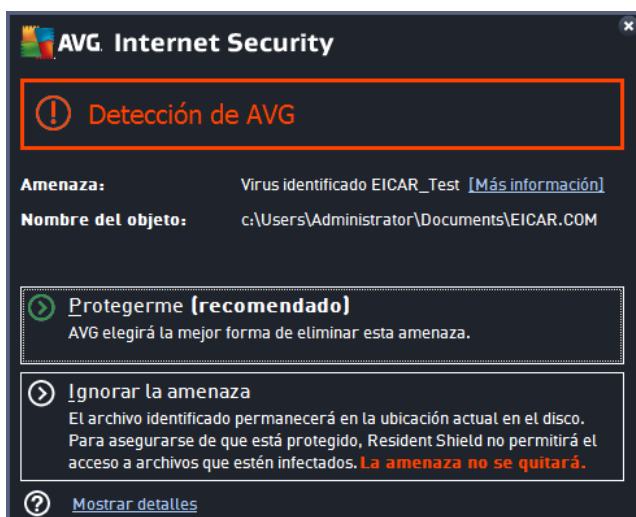 AVG Internet Security
Detección de AVG
Amenaza: Virus identificado EICAR_Test [Más información]
Nombre del objeto: c:\Users\Administrator\Documents\EICAR.COM
Protegerme (recomendado)
AVG elegirá la mejor forma de eliminar esta amenaza.
Ignorar la amenaza
El archivo identificado permanecerá en la ubicación actual en el disco.
Para asegurarse de que está protegido, Resident Shield no permitirá el
acceso a archivos que estén infectados. La amenaza no se quitará.
Mostrar detalles